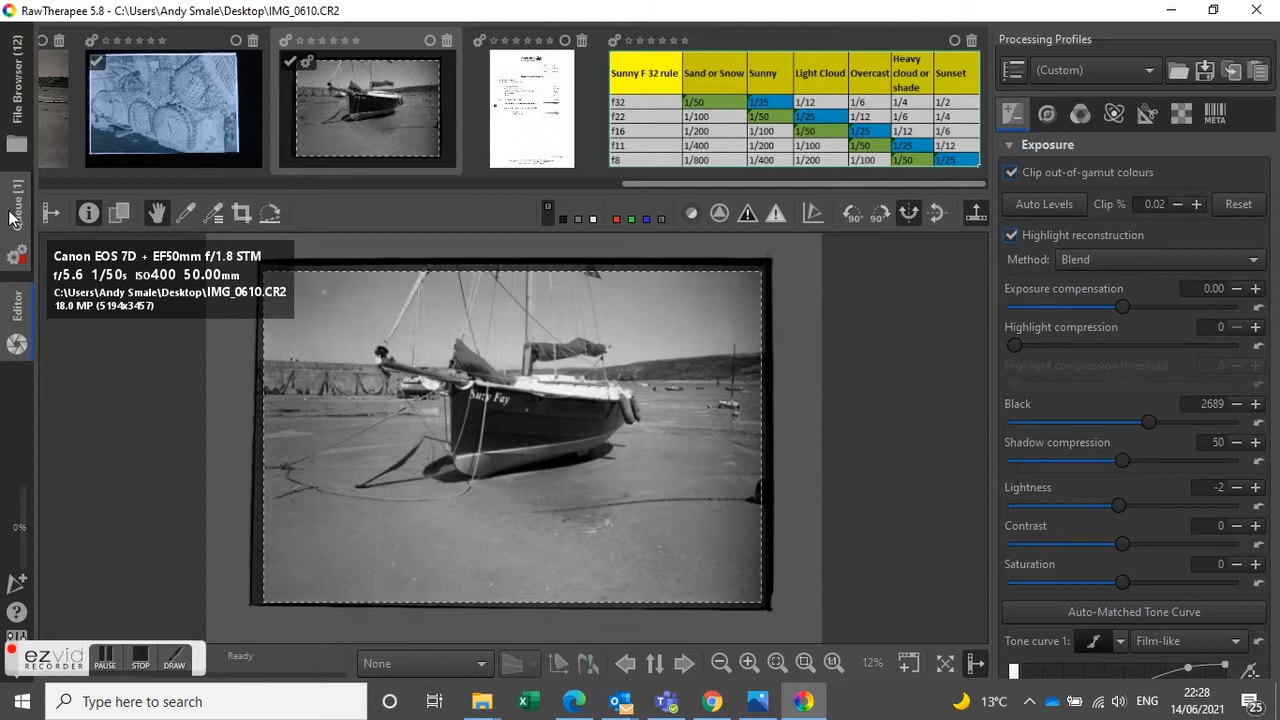 RawTherapee 5.8 - C:\Users\Andy Smale\Desktop\IMG_0610.CR2
File Browser (12)
[1]
Editor
0%
Sunny F 32 rule Sand or Snow Sunny Light Cloud Overcast Heavy cloud or shade Sunset
f32 1/50 1/25 1/12 1/6 1/4 1/2
f22 1/100 1/50 1/25 1/12 1/6 1/4
f16 1/200 1/100 1/50 1/25 1/12 1/6
f11 1/400 1/200 1/100 1/50 1/25 1/12
f8 1/800 1/400 1/200 1/100 1/50 1/25
Canon EOS 7D + EF50mm f/1.8 STM
f/5.6 1/50s ISO400 50.00mm
C:\Users\Andy Smale\Desktop\IMG_0610.CR2
18.0 MP (5194x3457)
Suzy Fay
Processing Profiles
(Custom)
META
Exposure
Clip out-of-gamut colours
Auto Levels Clip % 0.02 Reset
Highlight reconstruction
Method: Blend
Exposure compensation 0.00
Highlight compression 0
Highlight compression threshold 0
Black 2689
Shadow compression 50
Lightness -2
Contrast 0
Saturation 0
Auto-Matched Tone Curve
Tone curve 1: Film-like
ezvid RECORDER PAUSE STOP DRAW
Ready None 1:1 12%
Type here to search
13°C ENG 22:28 14/06/2021 25